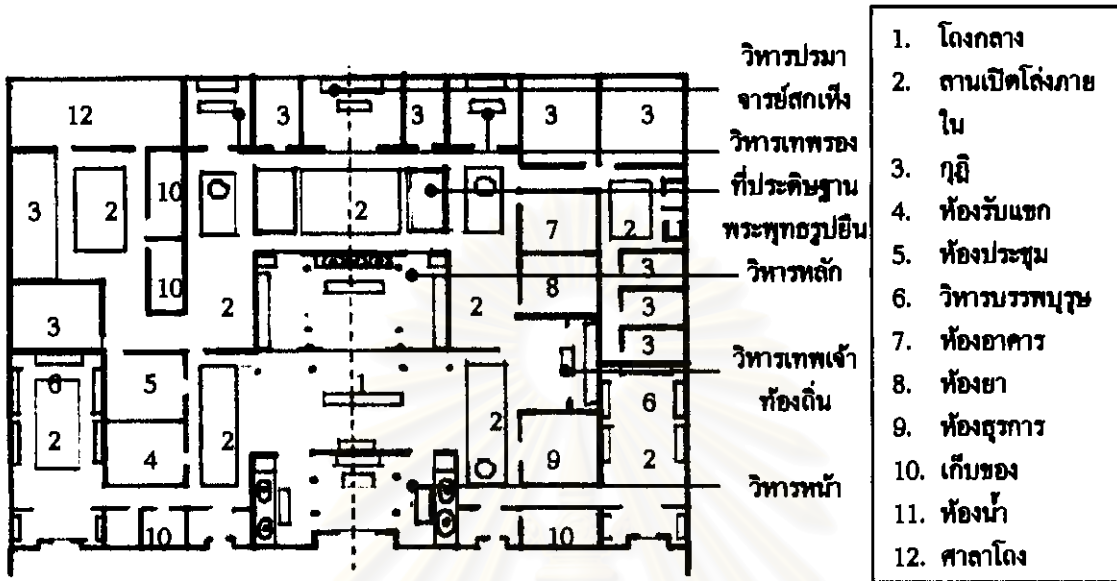 วิหารปรมา
จารย์สกเห็ง
วิหารเทพรอง
ที่ประดิษฐาน
พระพุทธรูปยืน
วิหารหลัก
วิหารเทพเจ้า
ท้องถิ่น
วิหารหน้า
12 3 3 3 3
3 2 10 2 7 2
10 2 2 8 3
3 3
3
6 5 1 6
2 4 2 2 9 2
10 10
1. โถงกลาง
2. ลานเปิดโล่งภาย
ใน
3. กุฏิ
4. ห้องรับแขก
5. ห้องประชุม
6. วิหารบรรพบุรุษ
7. ห้องอาคาร
8. ห้องยา
9. ห้องธุรการ
10. เก็บของ
11. ห้องน้ำ
12. ศาลาโถง